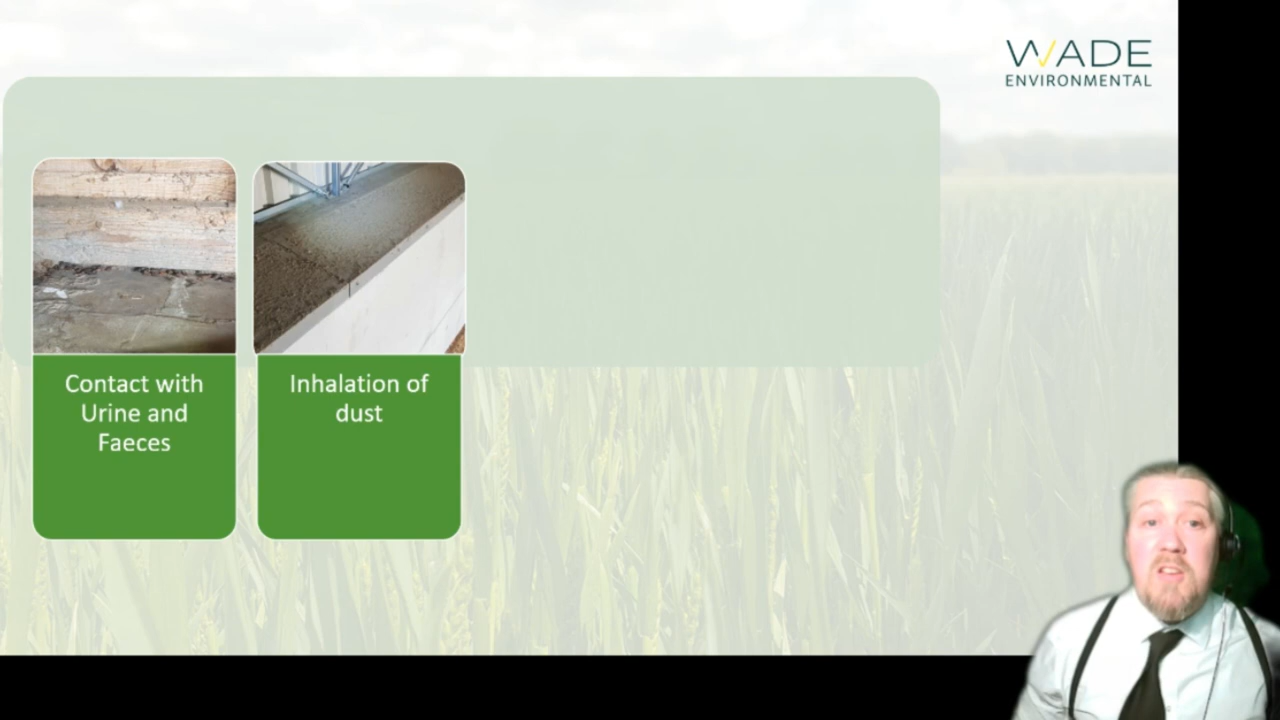 WADE
ENVIRONMENTAL
Contact with
Urine and
Faeces
Inhalation of
dust